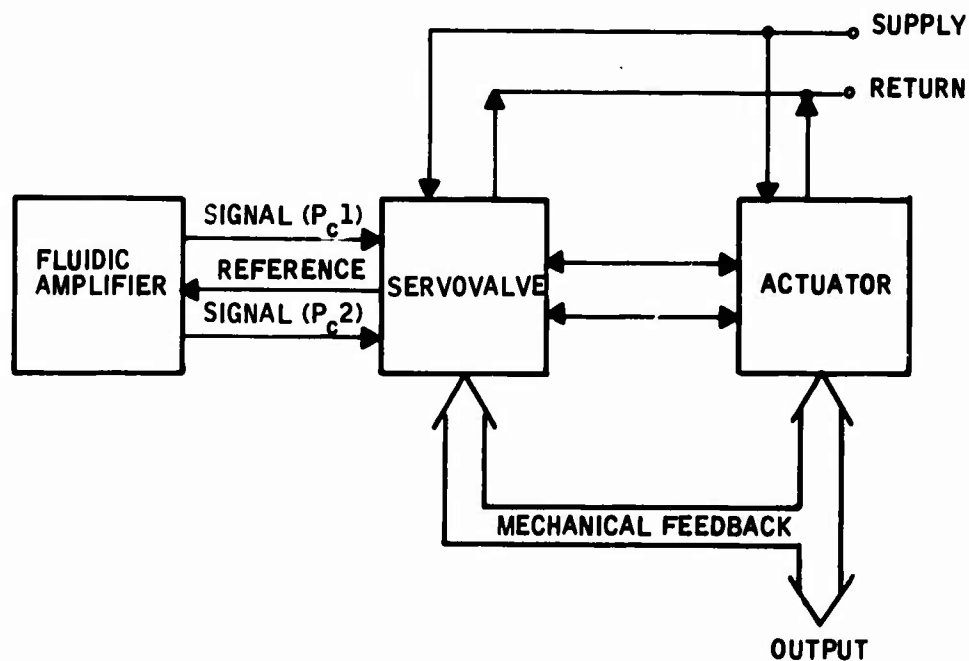 SUPPLY
RETURN
SIGNAL (Pc1)
FLUIDIC
AMPLIFIER
REFERENCE
SERVOVALVE
ACTUATOR
SIGNAL (Pc2)
MECHANICAL FEEDBACK
OUTPUT